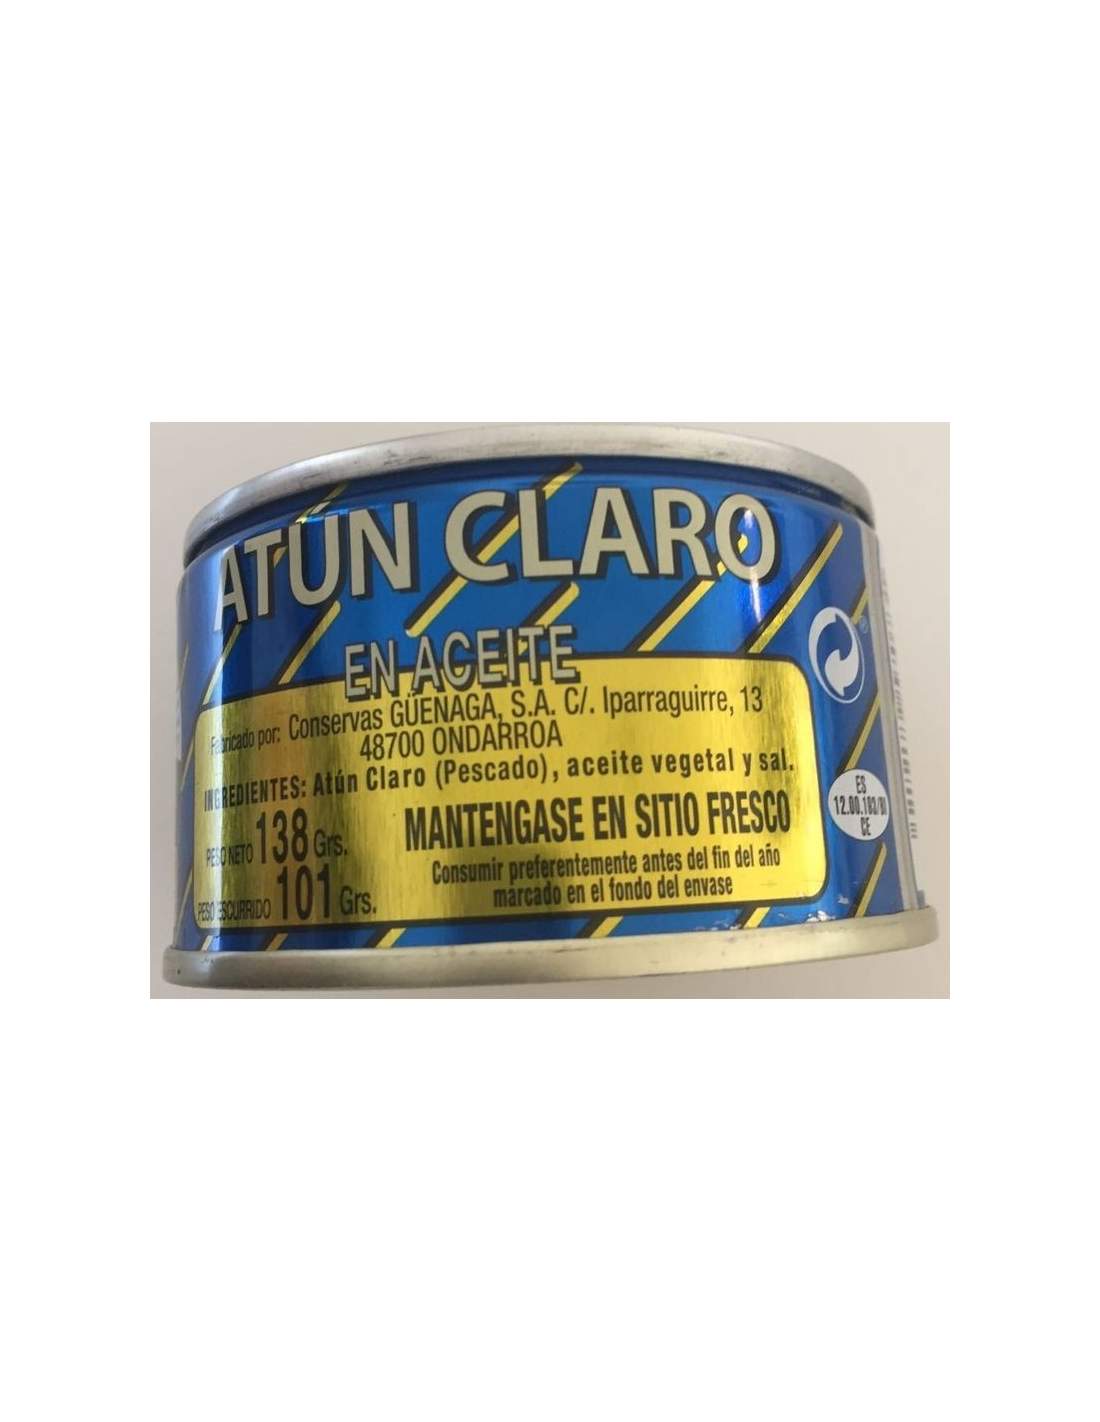 ATÚN CLARO
EN ACEITE
Fabricado por: Conservas GÜENAGA, S.A. C/. Iparraguirre, 13
48700 ONDARROA
INGREDIENTES: Atún Claro (Pescado), aceite vegetal y sal.
PESO NETO 138 Grs.
PESO ESCURRIDO 101 Grs.
MANTENGASE EN SITIO FRESCO
Consumir preferentemente antes del fin del año
marcado en el fondo del envase
®
ES
CE